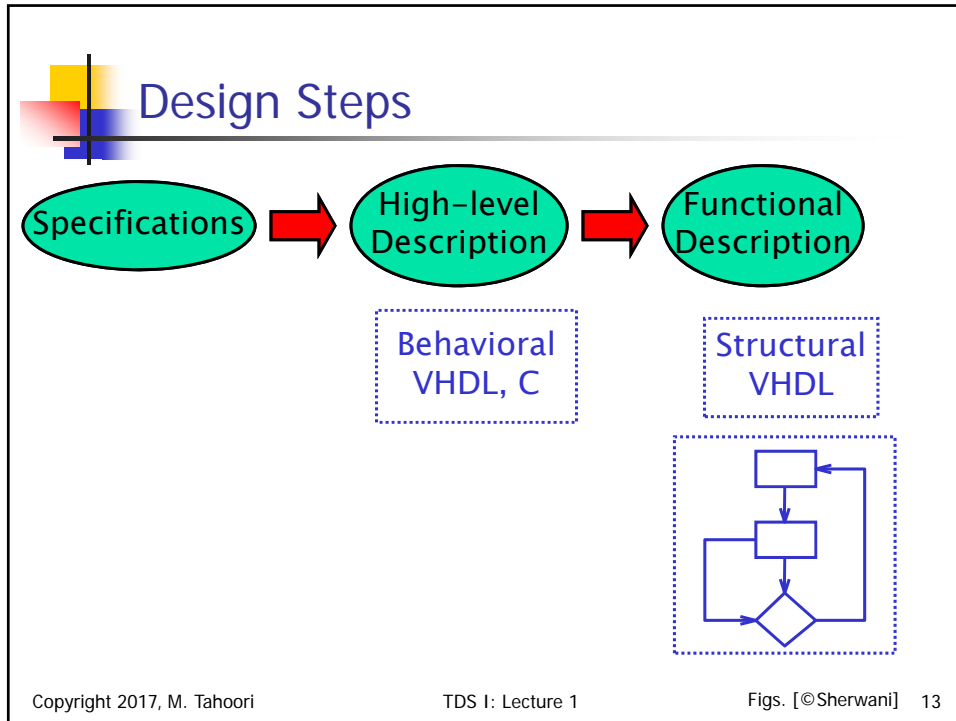 Design Steps
Specifications
High-level
Description
Functional
Description
Behavioral
VHDL, C
Structural
VHDL
Copyright 2017, M. Tahoori
TDS I: Lecture 1
Figs. [©Sherwani]
13